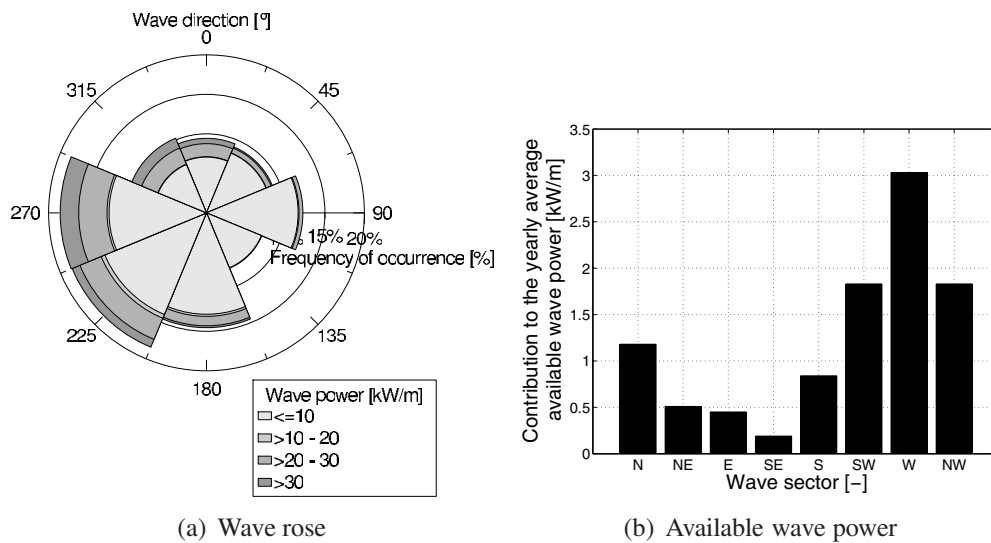 Wave direction [º]
0
315
45
270
90
15%
20%
Frequency of occurrence [%]
225
135
180
Wave power [kW/m]
<=10
>10 - 20
>20 - 30
>30
(a) Wave rose
Contribution to the yearly average
available wave power [kW/m]
3.5
3
2.5
2
1.5
1
0.5
0
N NE E SE S SW W NW
Wave sector [−]
(b) Available wave power